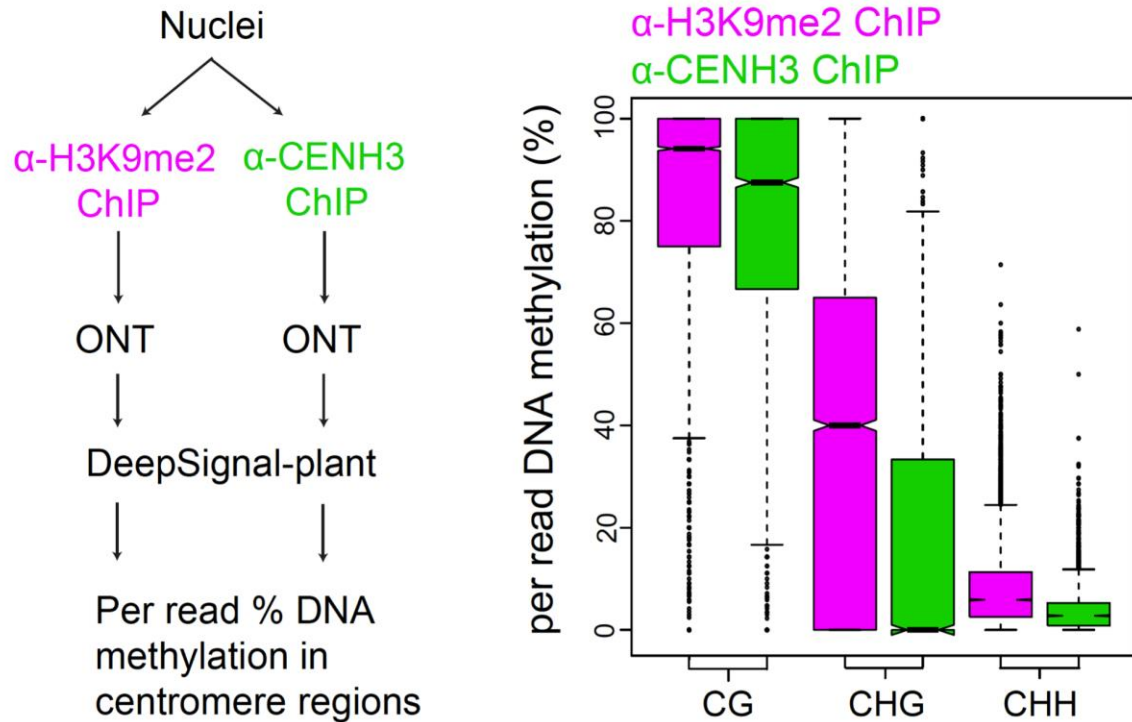 Nuclei
α-H3K9me2
ChIP
α-CENH3
ChIP
ONT
ONT
DeepSignal-plant
Per read % DNA
methylation in
centromere regions
α-H3K9me2 ChIP
α-CENH3 ChIP
per read DNA methylation (%)
100
80
60
40
20
0
CG
CHG
CHH